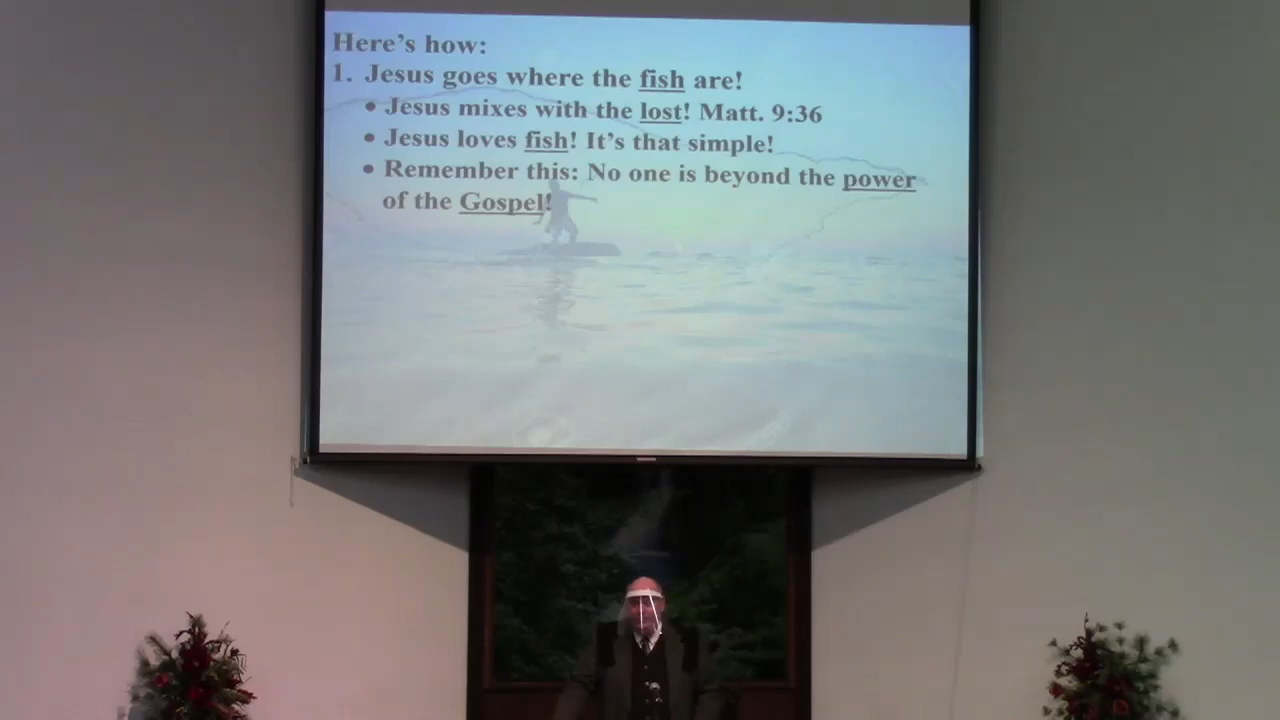 Here's how:
1. Jesus goes where the fish are!
• Jesus mixes with the lost! Matt. 9:36
• Jesus loves fish! It's that simple!
• Remember this: No one is beyond the power
of the Gospel!